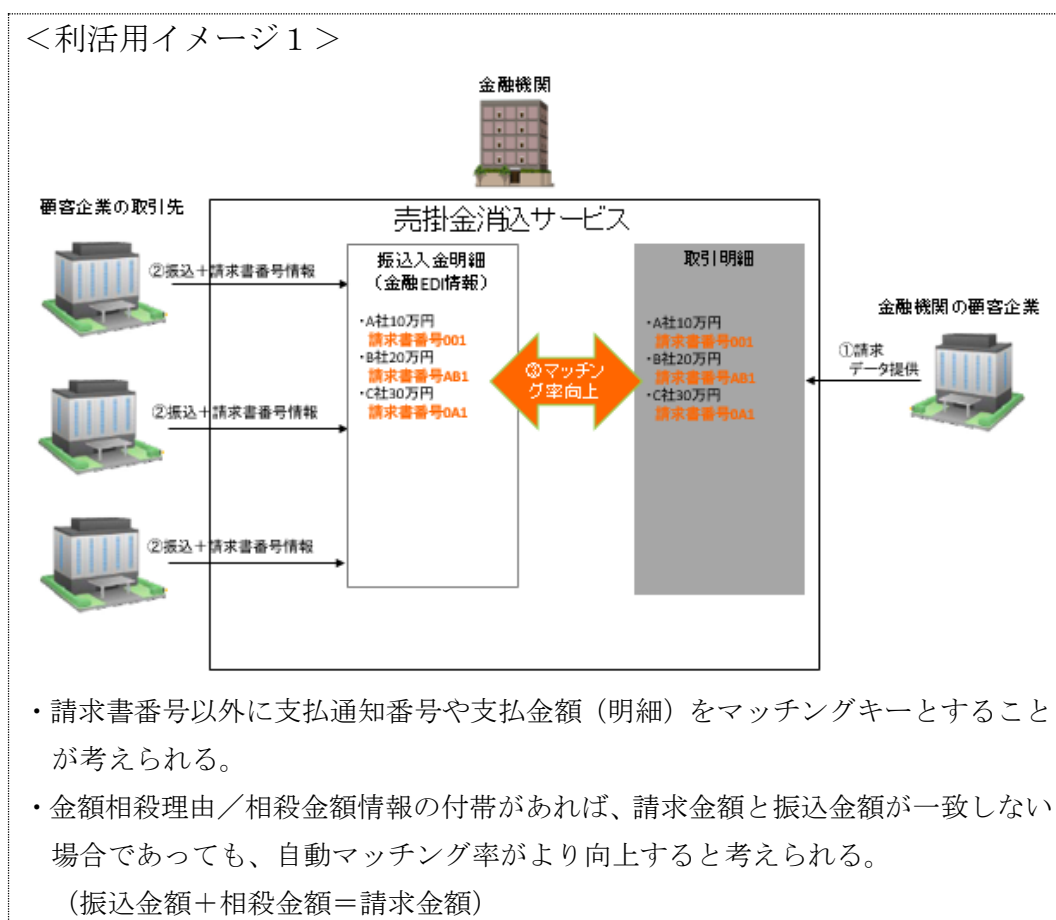 ＜利活用イメージ１＞
金融機関
顧客企業の取引先
売掛金消込サービス
②振込＋請求書番号情報
②振込＋請求書番号情報
②振込＋請求書番号情報
振込入金明細
（金融EDI情報）
・A社10万円
請求書番号001
・B社20万円
請求書番号AB1
・C社30万円
請求書番号0A1
③マッチン
グ率向上
取引明細
・A社10万円
請求書番号001
・B社20万円
請求書番号AB1
・C社30万円
請求書番号0A1
金融機関の顧客企業
①請求
データ提供
・請求書番号以外に支払通知番号や支払金額（明細）をマッチングキーとすること
が考えられる。
・金額相殺理由／相殺金額情報の付帯があれば、請求金額と振込金額が一致しない
場合であっても、自動マッチング率がより向上すると考えられる。
（振込金額＋相殺金額＝請求金額）